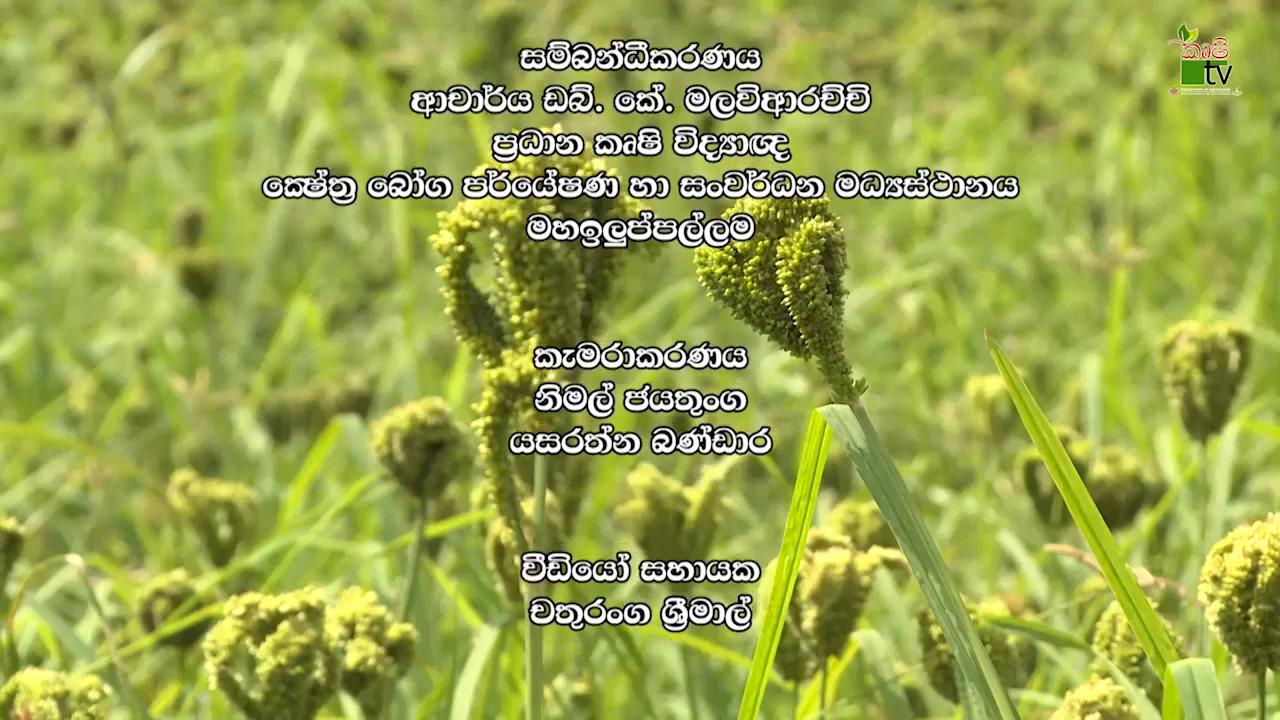 සම්බන්ධීකරණය
ආචාර්ය ඩබ්. කේ. මලවිආරච්චි
ප්‍රධාන කෘෂි විද්‍යාඥ
ක්‍ෂේත්‍ර බෝග පර්යේෂණ හා සංවර්ධන මධ්‍යස්ථානය
මහඉලුප්පල්ලම
කැමරාකරණය
නිමල් ජයතුංග
යසරත්න බණ්ඩාර
වීඩියෝ සහායක
චතුරංග ශ්‍රීමාල්
කෘෂි
tv